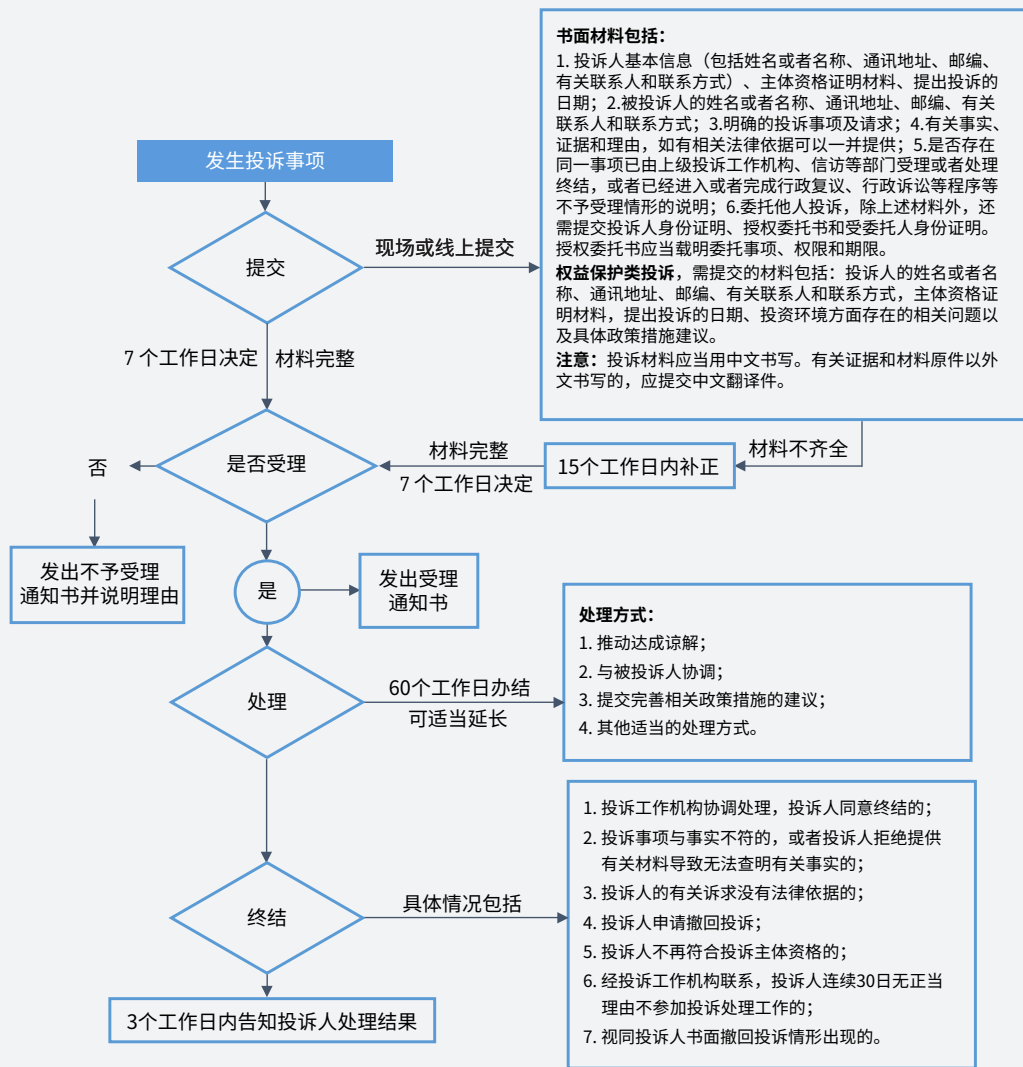 书面材料包括：
1. 投诉人基本信息（包括姓名或者名称、通讯地址、邮编、
有关联系人和联系方式）、主体资格证明材料、提出投诉的
日期；2.被投诉人的姓名或者名称、通讯地址、邮编、有关
联系人和联系方式；3.明确的投诉事项及请求；4.有关事实、
证据和理由，如有相关法律依据可以一并提供；5.是否存在
同一事项已由上级投诉工作机构、信访等部门受理或者处理
终结，或者已经进入或者完成行政复议、行政诉讼等程序等
不予受理情形的说明；6.委托他人投诉，除上述材料外，还
需提交投诉人身份证明、授权委托书和受委托人身份证明。
授权委托书应当载明委托事项、权限和期限。
权益保护类投诉，需提交的材料包括：投诉人的姓名或者名
称、通讯地址、邮编、有关联系人和联系方式，主体资格证
明材料，提出投诉的日期、投资环境方面存在的相关问题以
及具体政策措施建议。
注意：投诉材料应当用中文书写。有关证据和材料原件以外
文书写的，应提交中文翻译件。
发生投诉事项
提交
现场或线上提交
7 个工作日决定
材料完整
是否受理
否
材料完整
7 个工作日决定
15个工作日内补正
材料不齐全
发出不予受理
通知书并说明理由
是
发出受理
通知书
处理
60个工作日办结
可适当延长
处理方式：
1. 推动达成谅解；
2. 与被投诉人协调；
3. 提交完善相关政策措施的建议；
4. 其他适当的处理方式。
终结
具体情况包括
1. 投诉工作机构协调处理，投诉人同意终结的；
2. 投诉事项与事实不符的，或者投诉人拒绝提供
有关材料导致无法查明有关事实的；
3. 投诉人的有关诉求没有法律依据的；
4. 投诉人申请撤回投诉；
5. 投诉人不再符合投诉主体资格的；
6. 经投诉工作机构联系，投诉人连续30日无正当
理由不参加投诉处理工作的；
7. 视同投诉人书面撤回投诉情形出现的。
3个工作日内告知投诉人处理结果